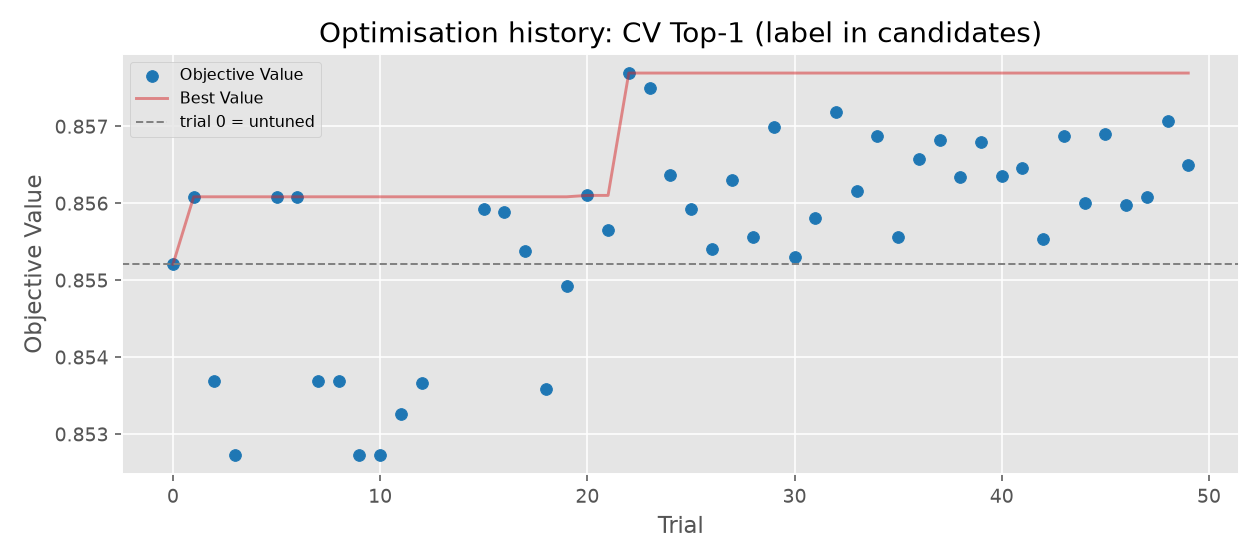 Optimisation history: CV Top-1 (label in candidates)
Objective Value
Best Value
trial 0 = untuned
Objective Value
0.857
0.856
0.855
0.854
0.853
0
10
20
30
40
50
Trial